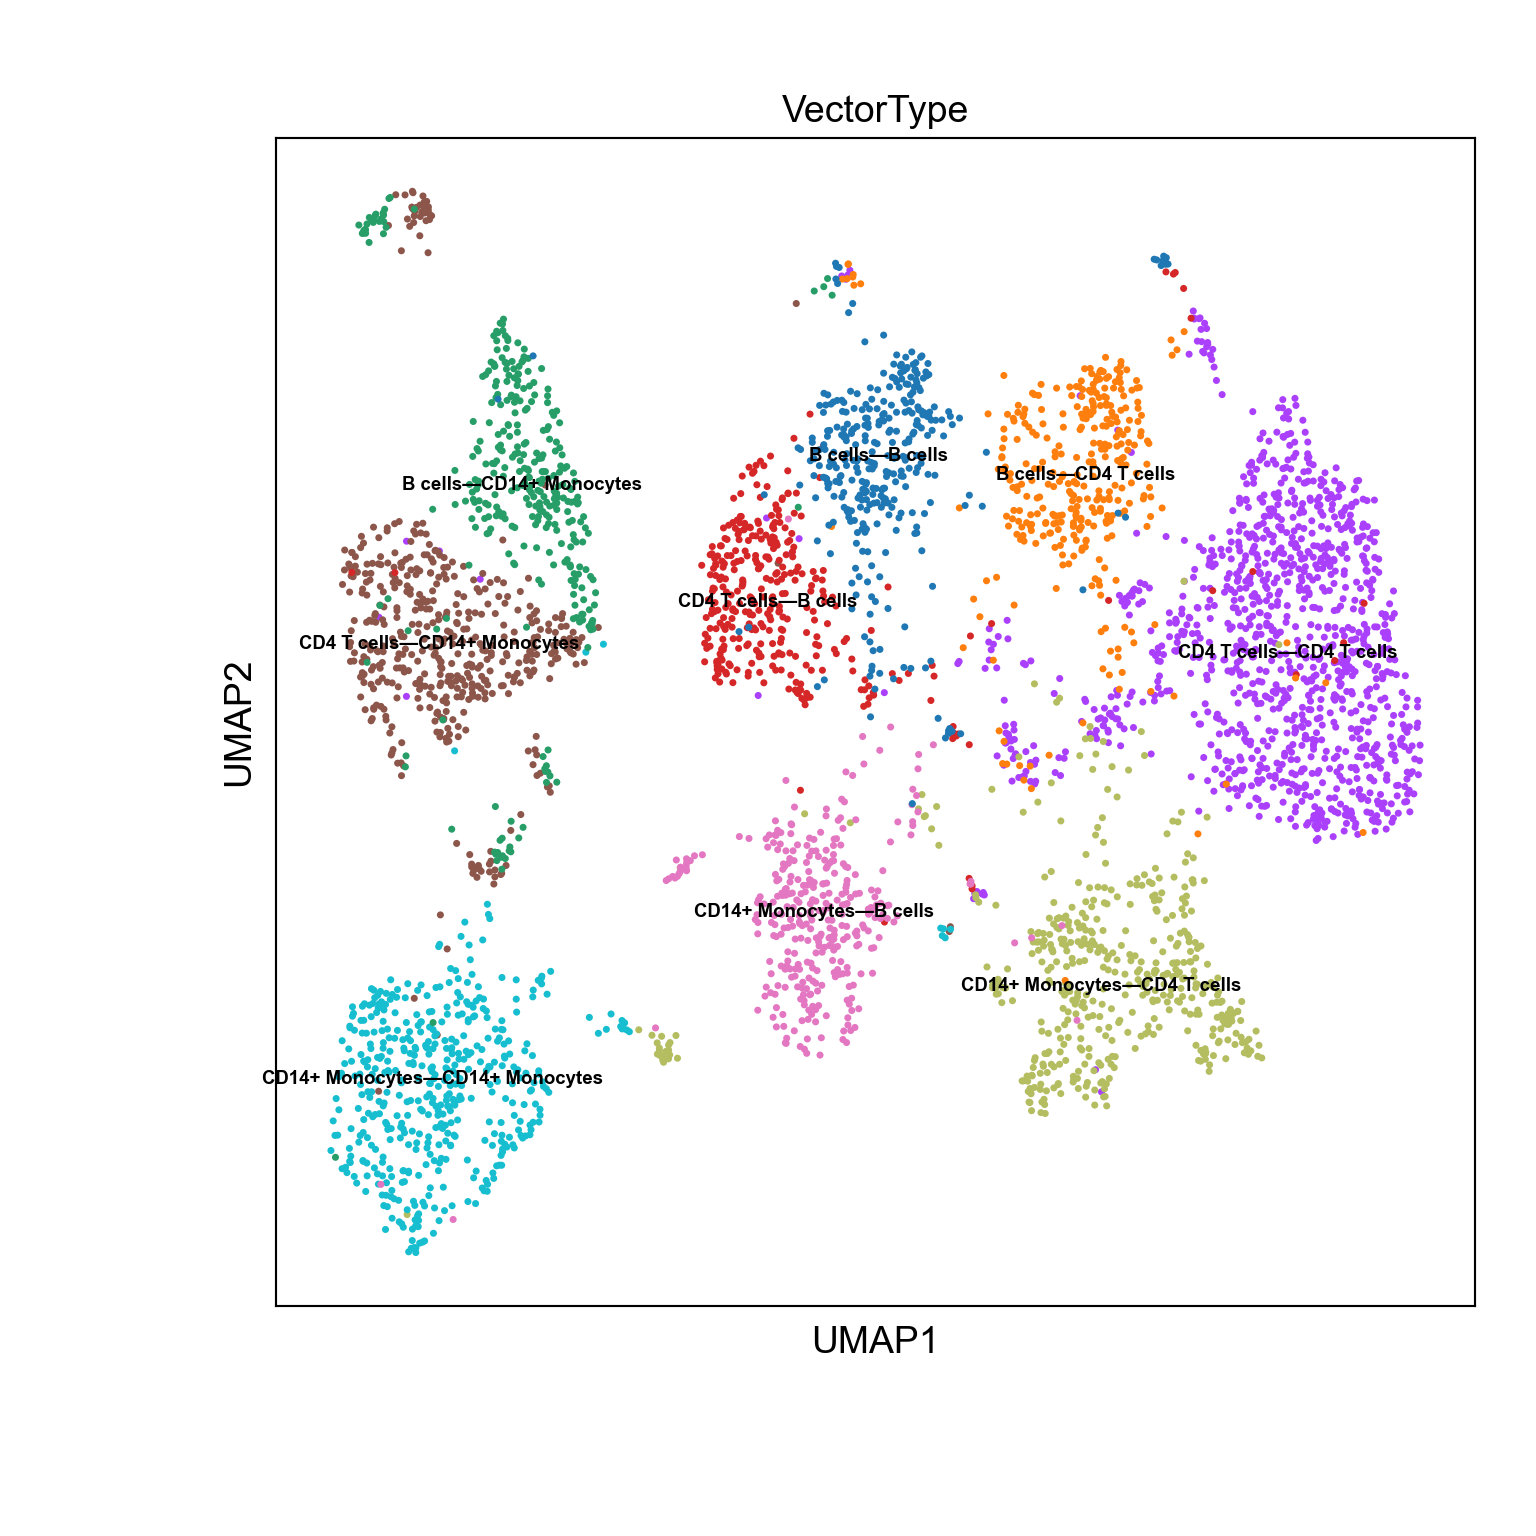 VectorType
B cells—B cells
B cells—CD4 T cells
B cells—CD14+ Monocytes
CD4 T cells—B cells
CD4 T cells—CD14+ Monocytes
CD4 T cells—CD4 T cells
CD14+ Monocytes—B cells
CD14+ Monocytes—CD4 T cells
CD14+ Monocytes—CD14+ Monocytes
UMAP2
UMAP1